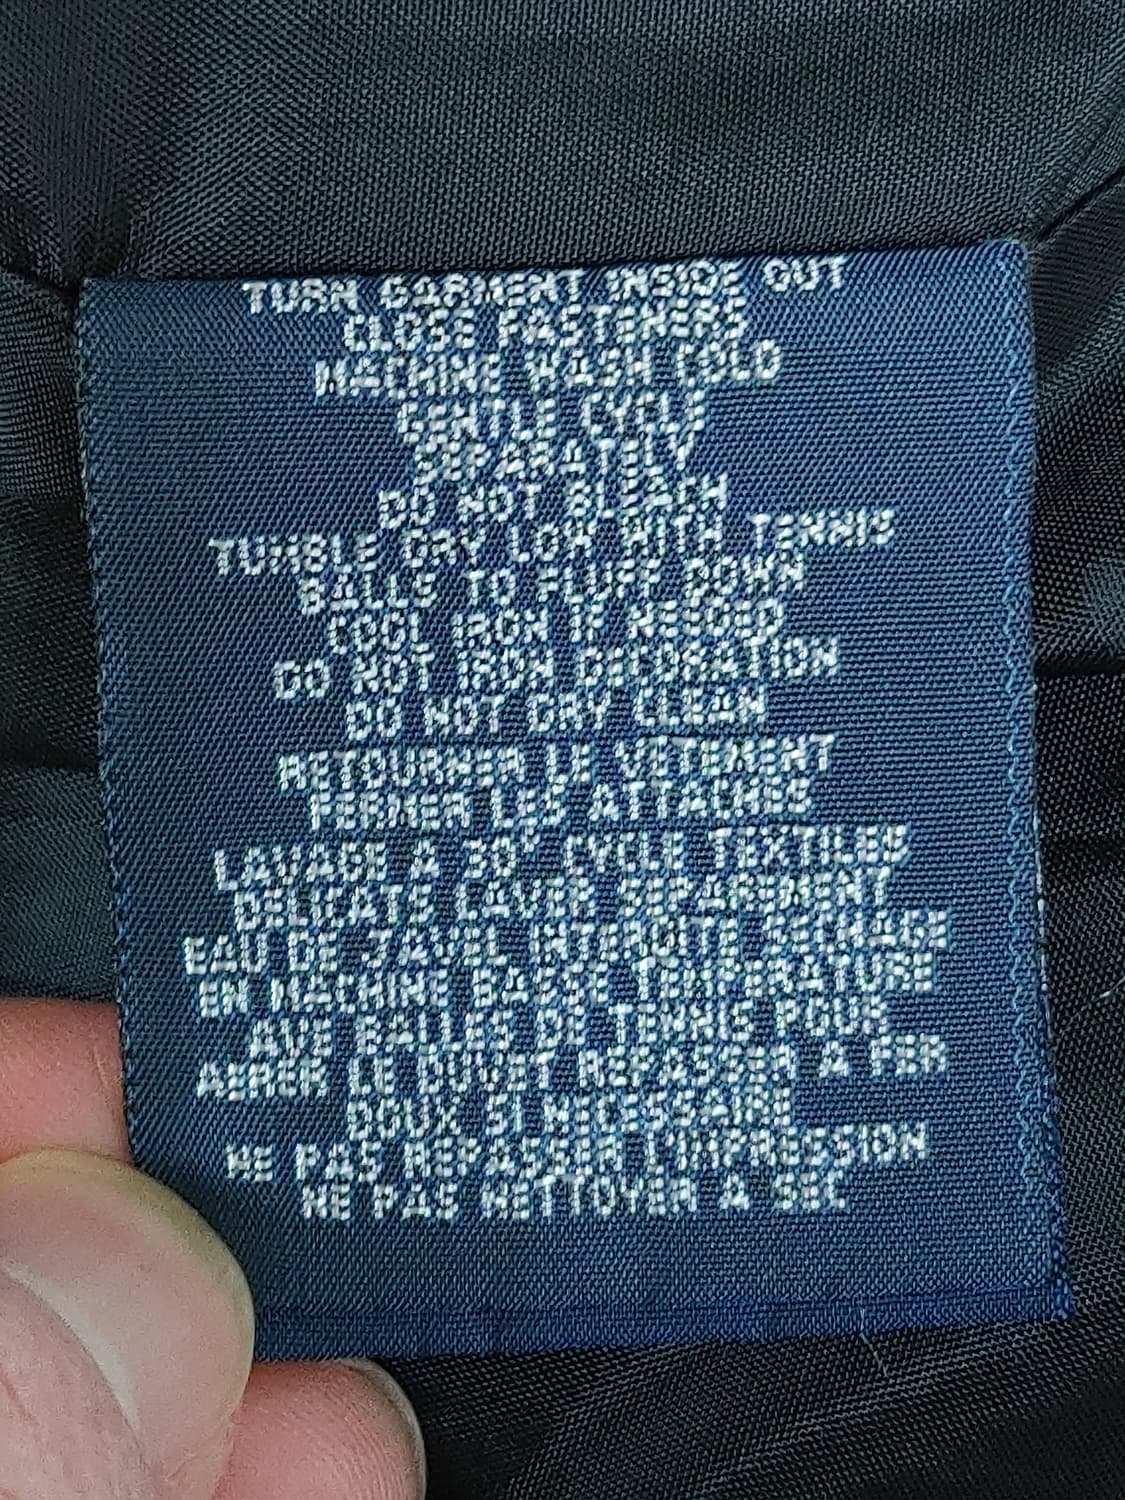 TURN GARMENT INSIDE OUT
CLOSE FASTENERS
MACHINE WASH COLD
GENTLE CYCLE
SEPARATLY
DO NOT BLEACH
TUMBLE DRY LOW WITH TENNIS
BALLS TO FLUFF DOWN
COOL IRON IF NEEDED
DO NOT IRON DECORATION
DO NOT DRY CLEAN
RETOURNER LE VETEMENT
FERMER LES ATTACHES
LAVAGE A 30° CYCLE TEXTILES
DELICATS LAVER SEPAREMENT
EAU DE JAVEL INTERDITE SECHAGE
EN MACHINE BASSE TEMPERATURE
AVE BALLES DE TENNIS POUR
AERER LE DUVET REPASSER A FER
DOUX SI NECESSAIRE
NE PAS REPASSER L'IMPRESSION
NE PAS NETTOYER A SEC